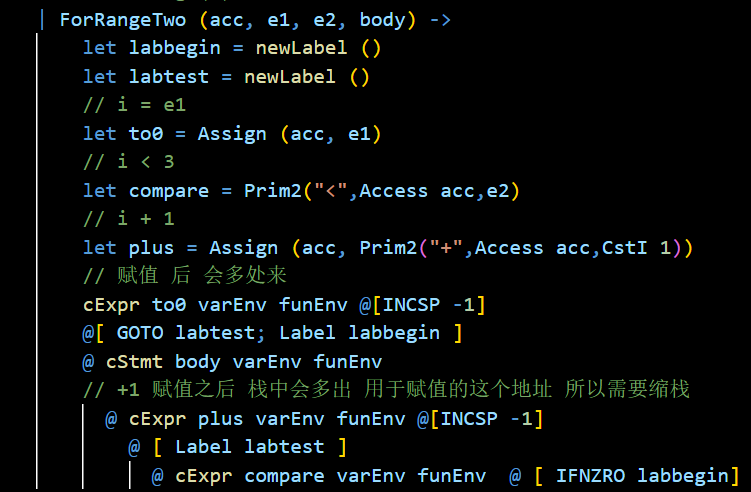 | ForRangeTwo (acc, e1, e2, body) ->
let labbegin = newLabel ()
let labtest = newLabel ()
// i = e1
let to0 = Assign (acc, e1)
// i < 3
let compare = Prim2("<",Access acc,e2)
// i + 1
let plus = Assign (acc, Prim2("+",Access acc,CstI 1))
// 赋值 后 会多处来
cExpr to0 varEnv funEnv @[INCSP -1]
@[ GOTO labtest; Label labbegin ]
@ cStmt body varEnv funEnv
// +1 赋值之后 栈中会多出 用于赋值的这个地址 所以需要缩栈
@ cExpr plus varEnv funEnv @[INCSP -1]
@ [ Label labtest ]
@ cExpr compare varEnv funEnv  @ [ IFNZRO labbegin]